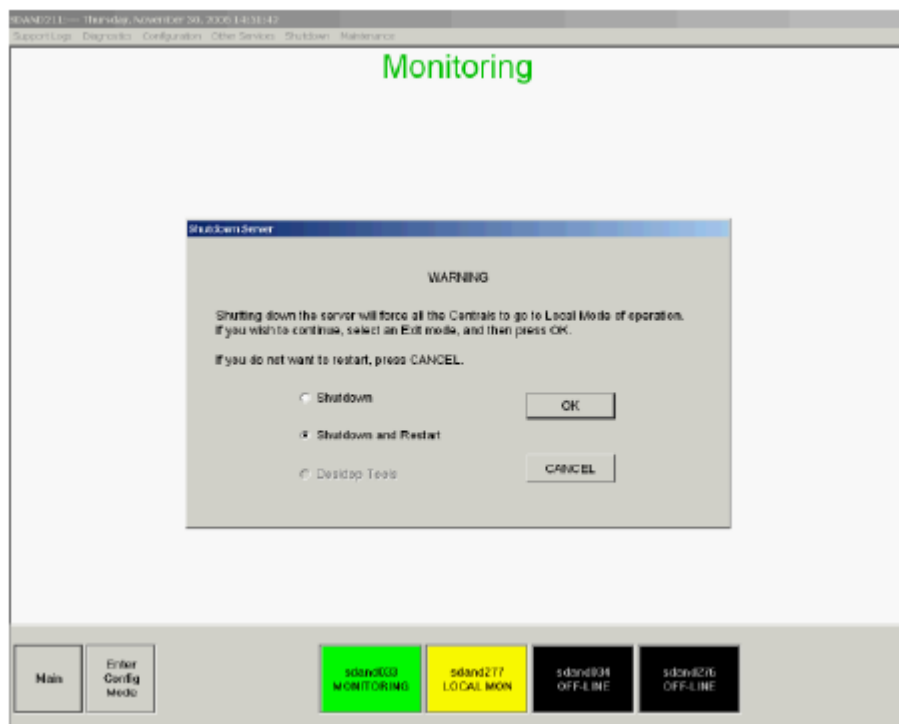 Thursday, November 30, 2006 14:51:42
Support Logs Diagnostics Configuration Other Services Shutdown Maintenance
Monitoring
Shutdown Server
WARNING
Shutting down the server will force all the Centrals to go to Local Mode of operation.
If you wish to continue, select an Exit mode, and then press OK.
If you do not want to restart, press CANCEL.
Shutdown
OK
Shutdown and Restart
CANCEL
Desktop Tools
Main
Enter
Config
Mode
MONITORING
sdand277
LOCAL MON
OFF-LINE
sdand276
OFF-LINE